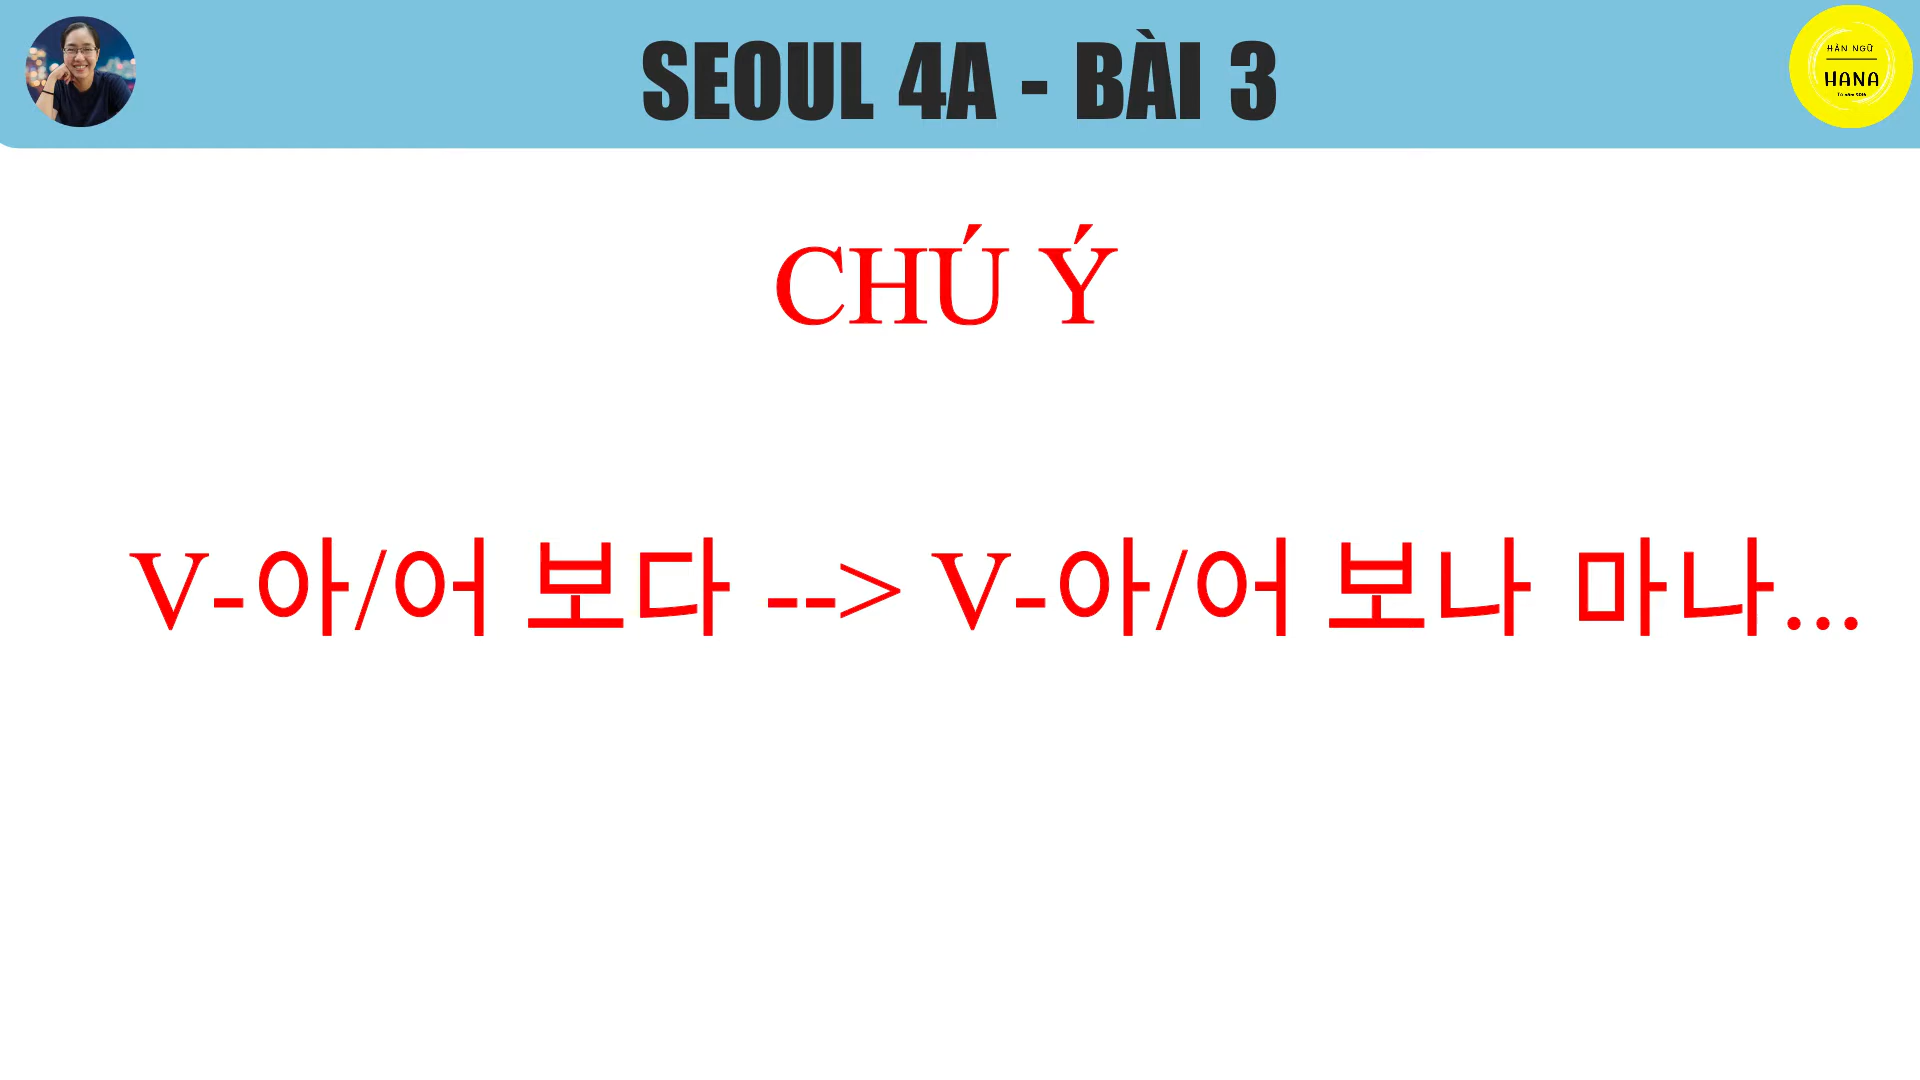 SEOUL 4A - BÀI 3
HÀN NGỮ
HANA
CHÚ Ý
V-아/어 보다 --> V-아/어 보나 마나...